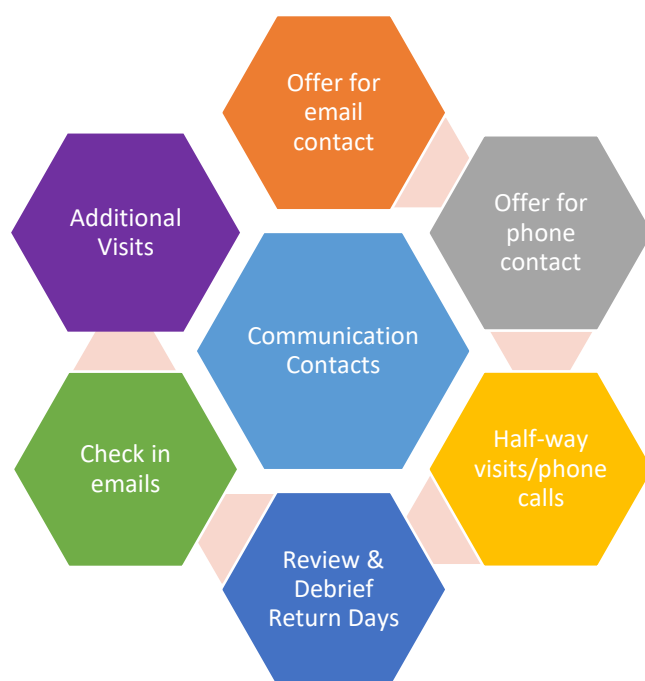 Offer for
email
contact
Offer for
phone
contact
Additional
Visits
Communication
Contacts
Half-way
visits/phone
calls
Check in
emails
Review &
Debrief
Return Days